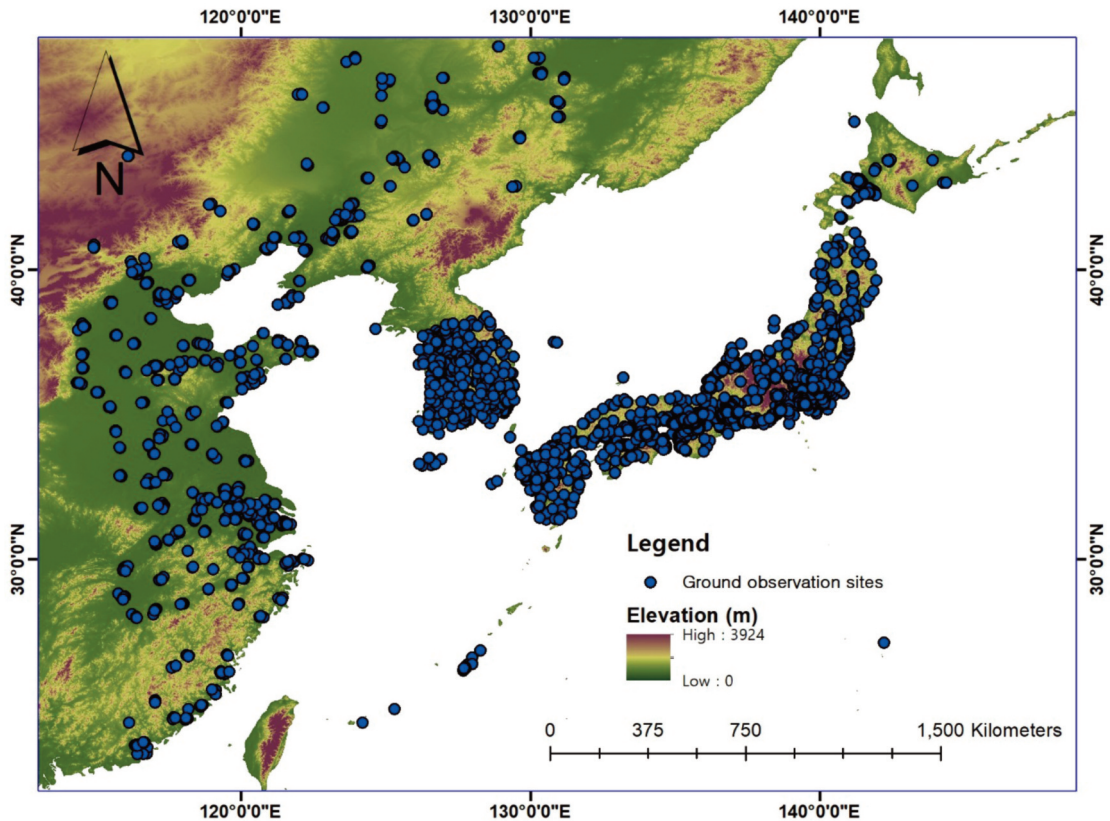 120°0'0"E 130°0'0"E 140°0'0"E
N
40°0'0"N 40°0'0"N
30°0'0"N 30°0'0"N
Legend
Ground observation sites
Elevation (m)
High : 3924
Low : 0
0 375 750 1,500 Kilometers
120°0'0"E 130°0'0"E 140°0'0"E